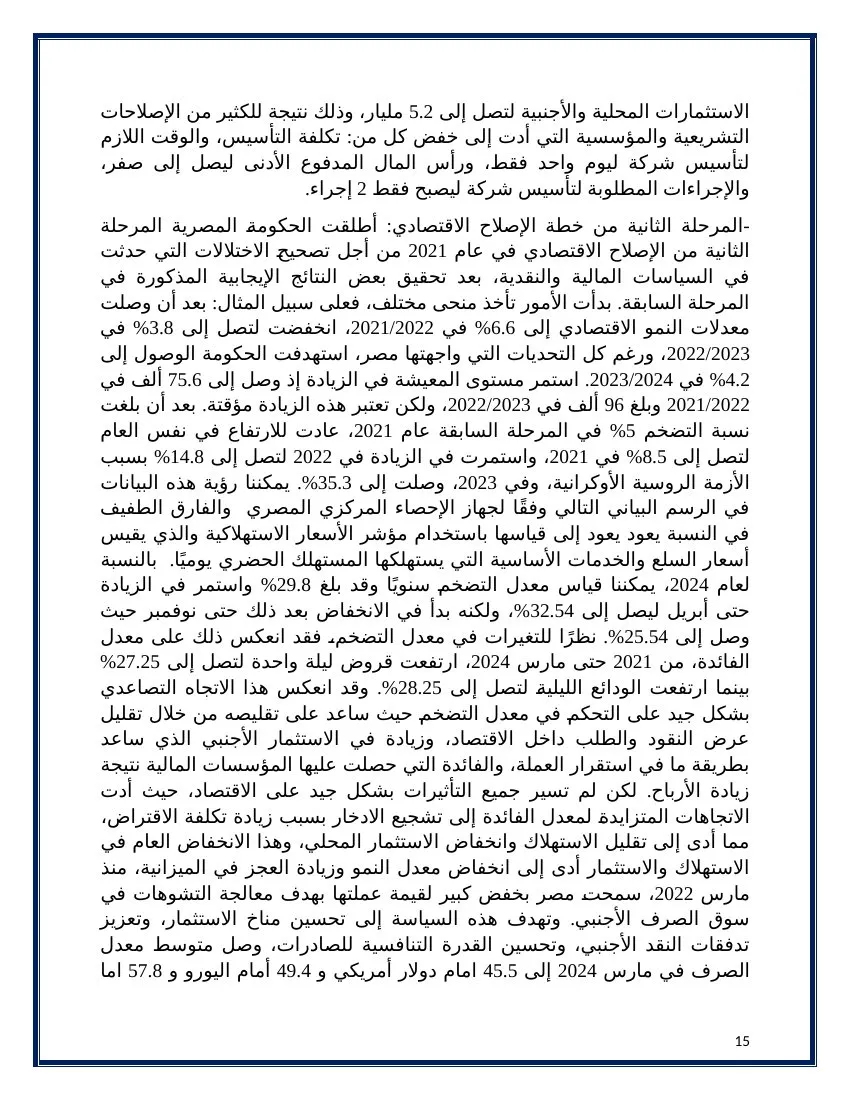 الاستثمارات المحلية والأجنبية لتصل إلى 5.2 مليار، وذلك نتيجة للكثير من الإصلاحات
التشريعية والمؤسسية التي أدت إلى خفض كل من: تكلفة التأسيس، والوقت اللازم
لتأسيس شركة ليوم واحد فقط، ورأس المال المدفوع الأدنى ليصل إلى صفر،
والإجراءات المطلوبة لتأسيس شركة ليصبح فقط 2 إجراء.
-المرحلة الثانية من خطة الإصلاح الاقتصادي: أطلقت الحكومة المصرية المرحلة
الثانية من الإصلاح الاقتصادي في عام 2021 من أجل تصحيح الاختلالات التي حدثت
في السياسات المالية والنقدية، بعد تحقيق بعض النتائج الإيجابية المذكورة في
المرحلة السابقة. بدأت الأمور تأخذ منحى مختلف، فعلى سبيل المثال: بعد أن وصلت
معدلات النمو الاقتصادي إلى 6.6% في 2021/2022، انخفضت لتصل إلى 3.8% في
2022/2023، ورغم كل التحديات التي واجهتها مصر، استهدفت الحكومة الوصول إلى
4.2% في 2023/2024. استمر مستوى المعيشة في الزيادة إذ وصل إلى 75.6 ألف في
2021/2022 وبلغ 96 ألف في 2022/2023، ولكن تعتبر هذه الزيادة مؤقتة. بعد أن بلغت
نسبة التضخم 5% في المرحلة السابقة عام 2021، عادت للارتفاع في نفس العام
لتصل إلى 8.5% في 2021، واستمرت في الزيادة في 2022 لتصل إلى 14.8% بسبب
الأزمة الروسية الأوكرانية، وفي 2023، وصلت إلى 35.3%. يمكننا رؤية هذه البيانات
في الرسم البياني التالي وفقًا لجهاز الإحصاء المركزي المصري والفارق الطفيف
في النسبة يعود يعود إلى قياسها باستخدام مؤشر الأسعار الاستهلاكية والذي يقيس
أسعار السلع والخدمات الأساسية التي يستهلكها المستهلك الحضري يوميًا. بالنسبة
لعام 2024، يمكننا قياس معدل التضخم سنويًا وقد بلغ 29.8% واستمر في الزيادة
حتى أبريل ليصل إلى 32.54%، ولكنه بدأ في الانخفاض بعد ذلك حتى نوفمبر حيث
وصل إلى 25.54%. نظرًا للتغيرات في معدل التضخم، فقد انعكس ذلك على معدل
الفائدة، من 2021 حتى مارس 2024، ارتفعت قروض ليلة واحدة لتصل إلى 27.25%
بينما ارتفعت الودائع الليلية لتصل إلى 28.25%. وقد انعكس هذا الاتجاه التصاعدي
بشكل جيد على التحكم في معدل التضخم حيث ساعد على تقليصه من خلال تقليل
عرض النقود والطلب داخل الاقتصاد، وزيادة في الاستثمار الأجنبي الذي ساعد
بطريقة ما في استقرار العملة، والفائدة التي حصلت عليها المؤسسات المالية نتيجة
زيادة الأرباح. لكن لم تسير جميع التأثيرات بشكل جيد على الاقتصاد، حيث أدت
الاتجاهات المتزايدة لمعدل الفائدة إلى تشجيع الادخار بسبب زيادة تكلفة الاقتراض،
مما أدى إلى تقليل الاستهلاك وانخفاض الاستثمار المحلي، وهذا الانخفاض العام في
الاستهلاك والاستثمار أدى إلى انخفاض معدل النمو وزيادة العجز في الميزانية، منذ
مارس 2022، سمحت مصر بخفض كبير لقيمة عملتها بهدف معالجة التشوهات في
سوق الصرف الأجنبي. وتهدف هذه السياسة إلى تحسين مناخ الاستثمار، وتعزيز
تدفقات النقد الأجنبي، وتحسين القدرة التنافسية للصادرات، وصل متوسط معدل
الصرف في مارس 2024 إلى 45.5 امام دولار أمريكي و 49.4 أمام اليورو و 57.8 اما
15